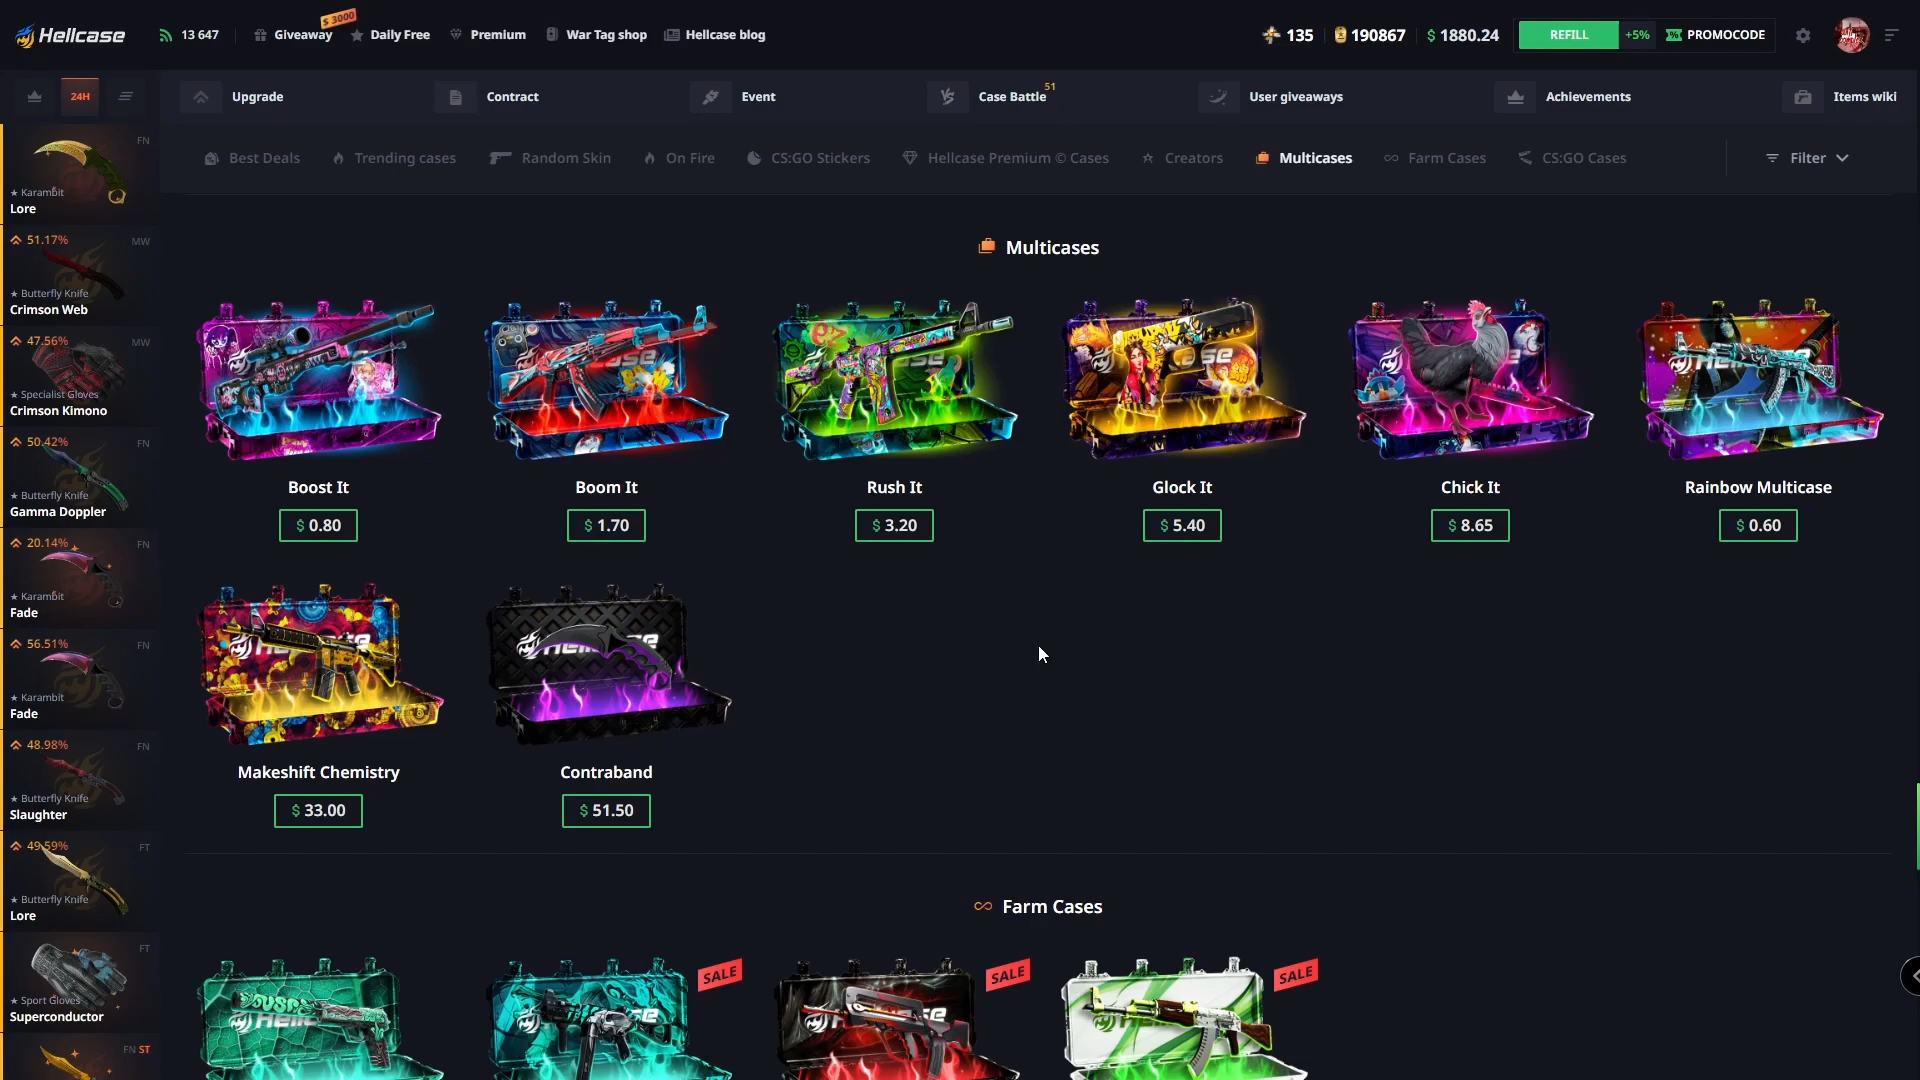 Hellcase
13 647
Giveaway
$ 3000
Daily Free
Premium
War Tag shop
Hellcase blog
135
190867
$ 1880.24
REFILL
+5%
PROMOCODE
24H
Upgrade
Contract
Event
Case Battle
51
User giveaways
Achievements
Items wiki
Best Deals
Trending cases
Random Skin
On Fire
CS:GO Stickers
Hellcase Premium © Cases
Creators
Multicases
Farm Cases
CS:GO Cases
Filter
FN
★ Karambit
Lore
51.17%
MW
★ Butterfly Knife
Crimson Web
47.56%
MW
★ Specialist Gloves
Crimson Kimono
50.42%
FN
★ Butterfly Knife
Gamma Doppler
20.14%
FN
★ Karambit
Fade
56.51%
FN
★ Karambit
Fade
48.98%
FN
★ Butterfly Knife
Slaughter
49.59%
FT
★ Butterfly Knife
Lore
FT
★ Sport Gloves
Superconductor
FN ST
Multicases
Boost It
$ 0.80
Boom It
$ 1.70
Rush It
$ 3.20
Glock It
$ 5.40
Chick It
$ 8.65
Rainbow Multicase
$ 0.60
Makeshift Chemistry
$ 33.00
Contraband
$ 51.50
Farm Cases
SALE
SALE
SALE